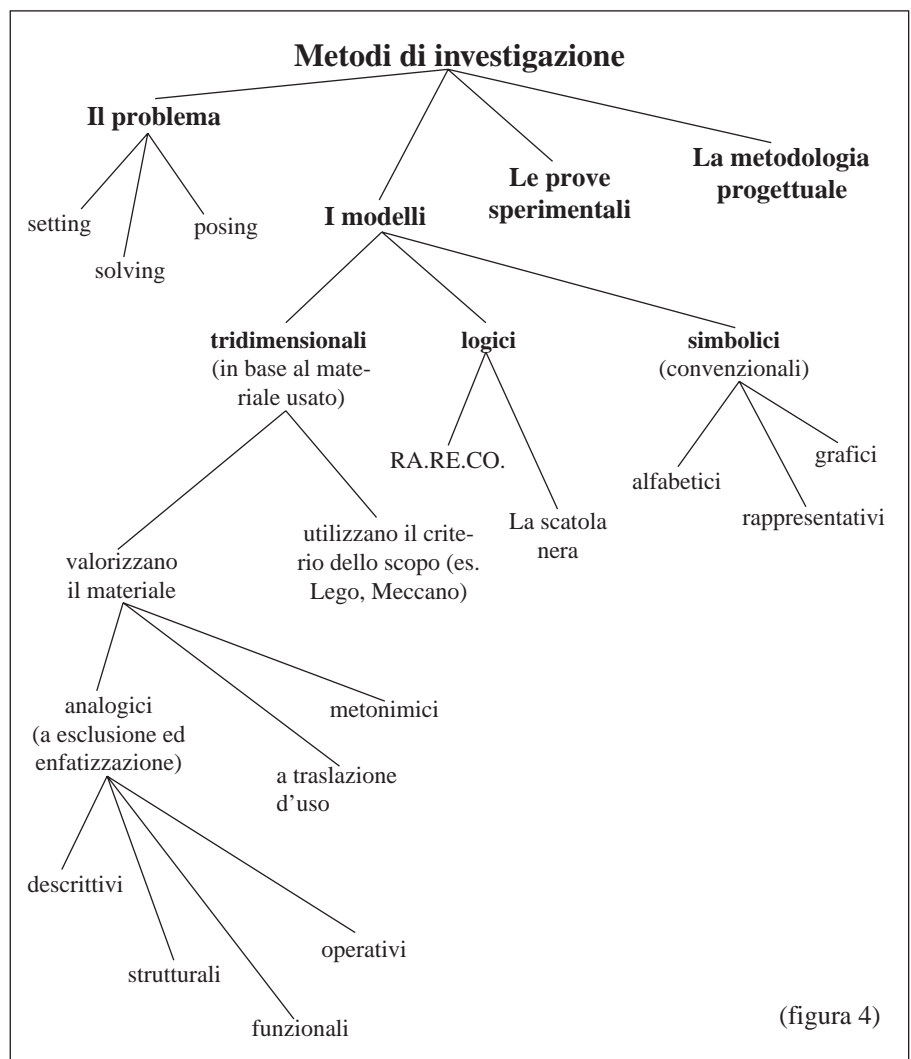 Metodi di investigazione
Il problema
setting
solving
posing
I modelli
Le prove
sperimentali
La metodologia
progettuale
tridimensionali
(in base al mate-
riale usato)
logici
simbolici
(convenzionali)
RA.RE.CO.
La scatola
nera
alfabetici
rappresentativi
grafici
valorizzano
il materiale
utilizzano il crite-
rio dello scopo (es.
Lego, Meccano)
analogici
(a esclusione ed
enfatizzazione)
a traslazione
d'uso
metonimici
descrittivi
strutturali
funzionali
operativi
(figura 4)